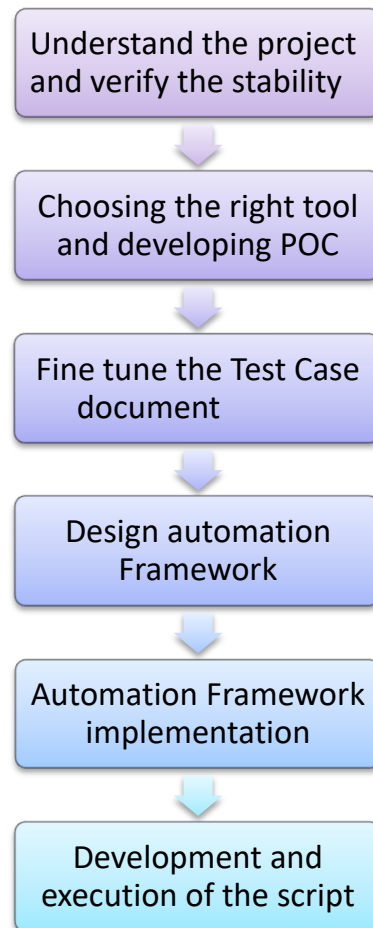 Understand the project
and verify the stability
Choosing the right tool
and developing POC
Fine tune the Test Case
document
Design automation
Framework
Automation Framework
implementation
Development and
execution of the script